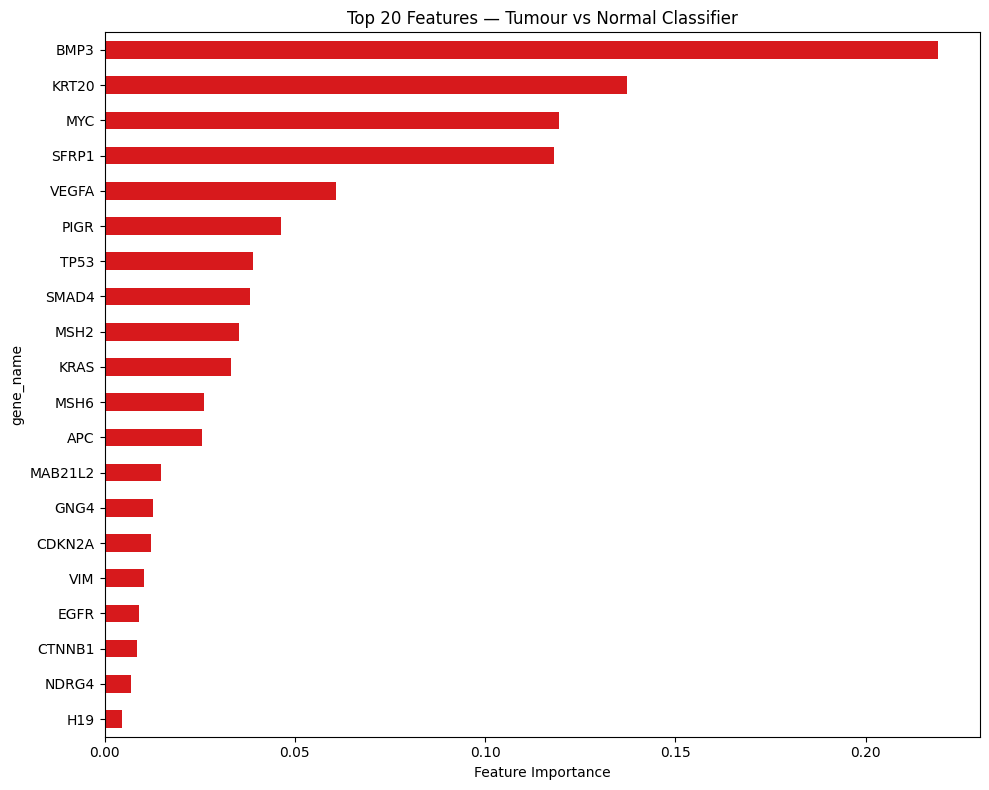 Top 20 Features — Tumour vs Normal Classifier
gene_name
BMP3
KRT20
MYC
SFRP1
VEGFA
PIGR
TP53
SMAD4
MSH2
KRAS
MSH6
APC
MAB21L2
GNG4
CDKN2A
VIM
EGFR
CTNNB1
NDRG4
H19
0.00 0.05 0.10 0.15 0.20
Feature Importance